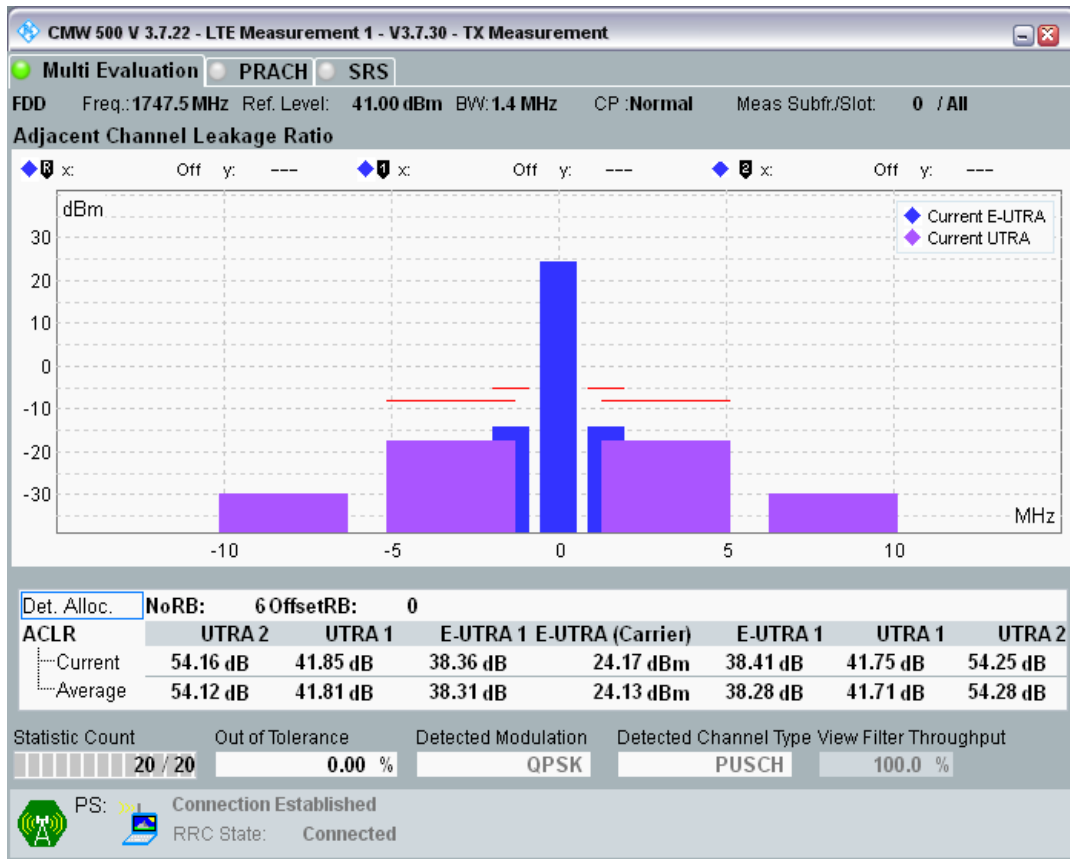 CMW 500 V 3.7.22 - LTE Measurement 1 - V3.7.30 - TX Measurement
Multi Evaluation PRACH SRS
FDD Freq.: 1747.5 MHz Ref. Level: 41.00 dBm BW: 1.4 MHz CP :Normal Meas Subfr./Slot: 0 / All
Adjacent Channel Leakage Ratio
R x: Off y: --- 1 x: Off y: --- 2 x: Off y: ---
dBm
Current E-UTRA
Current UTRA
30
20
10
0
-10
-20
-30
MHz
-10 -5 0 5 10
Det. Alloc. NoRB: 6 OffsetRB: 0
ACLR UTRA 2 UTRA 1 E-UTRA 1 E-UTRA (Carrier) E-UTRA 1 UTRA 1 UTRA 2
Current 54.16 dB 41.85 dB 38.36 dB 24.17 dBm 38.41 dB 41.75 dB 54.25 dB
Average 54.12 dB 41.81 dB 38.31 dB 24.13 dBm 38.28 dB 41.71 dB 54.28 dB
Statistic Count Out of Tolerance Detected Modulation Detected Channel Type View Filter Throughput
20 / 20 0.00 % QPSK PUSCH 100.0 %
PS: Connection Established
RRC State: Connected